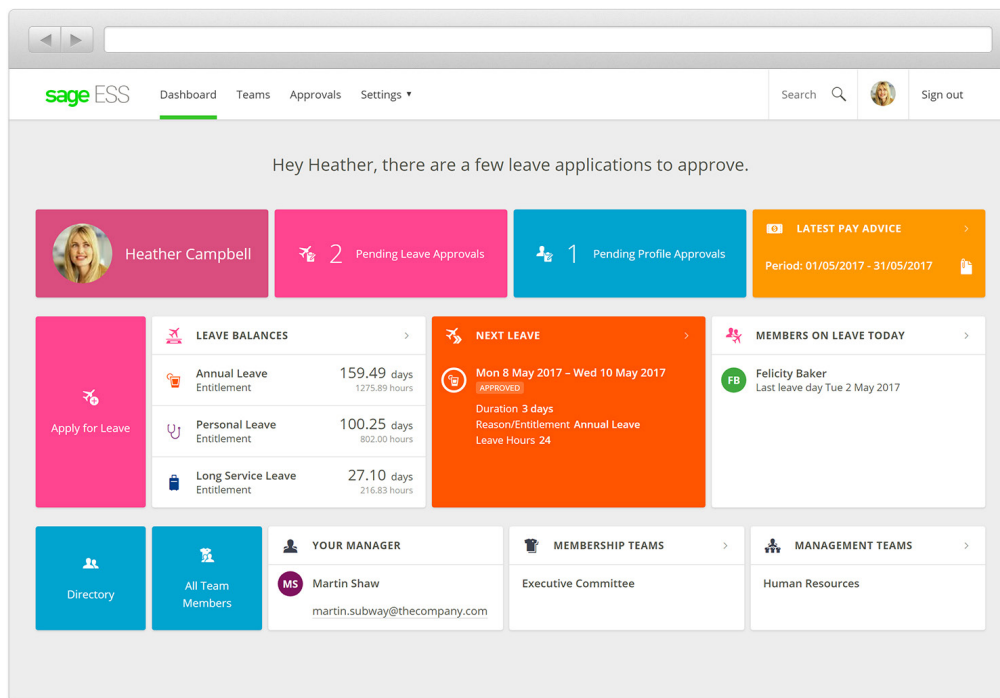 sage ESS
Dashboard
Teams
Approvals
Settings
Search
Sign out
Hey Heather, there are a few leave applications to approve.
Heather Campbell
2 Pending Leave Approvals
1 Pending Profile Approvals
LATEST PAY ADVICE
Period: 01/05/2017 - 31/05/2017
Apply for Leave
LEAVE BALANCES
Annual Leave 159.49 days
Entitlement 1275.89 hours
Personal Leave 100.25 days
Entitlement 802.00 hours
Long Service Leave 27.10 days
Entitlement 216.83 hours
NEXT LEAVE
Mon 8 May 2017 – Wed 10 May 2017
APPROVED
Duration 3 days
Reason/Entitlement Annual Leave
Leave Hours 24
MEMBERS ON LEAVE TODAY
FB
Felicity Baker
Last leave day Tue 2 May 2017
Directory
All Team
Members
YOUR MANAGER
MS
Martin Shaw
martin.subway@thecompany.com
MEMBERSHIP TEAMS
Executive Committee
MANAGEMENT TEAMS
Human Resources